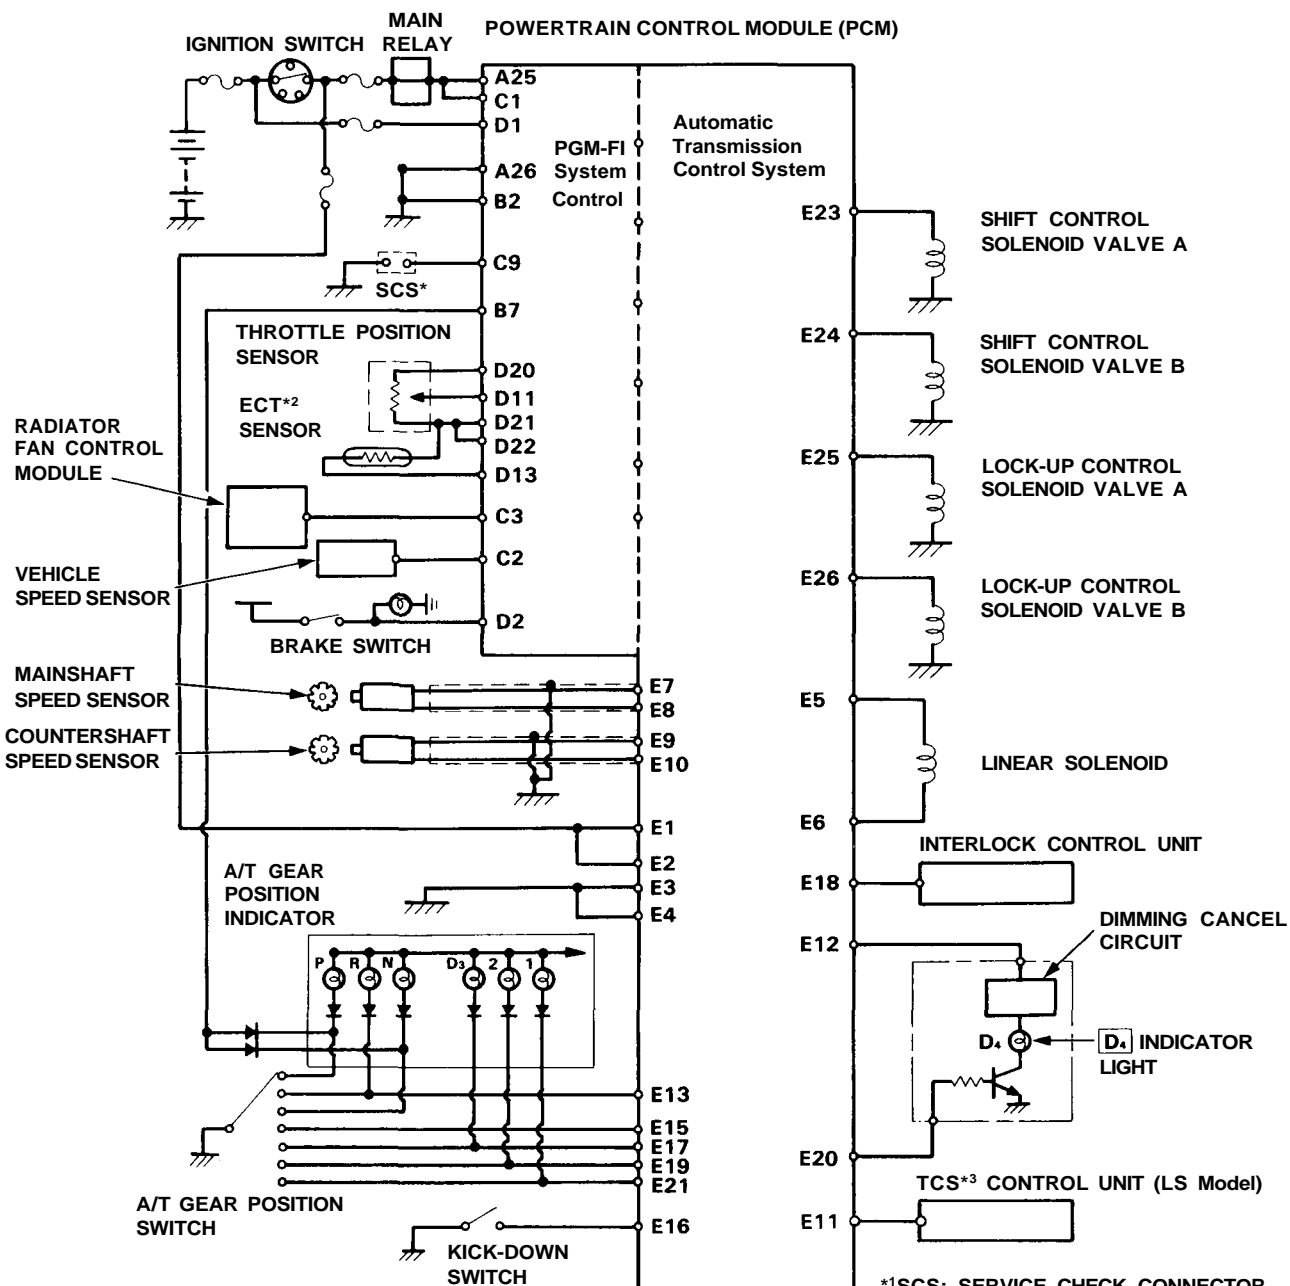 POWERTRAIN CONTROL MODULE (PCM)
MAIN
RELAY
IGNITION SWITCH
A25
C1
D1
A26
B2
C9
SCS*
B7
PGM-FI
System
Control
Automatic
Transmission
Control System
THROTTLE POSITION
SENSOR
D20
D11
D21
D22
D13
ECT*2
SENSOR
RADIATOR
FAN CONTROL
MODULE
C3
C2
VEHICLE
SPEED SENSOR
D2
BRAKE SWITCH
MAINSHAFT
SPEED SENSOR
E7
E8
COUNTERSHAFT
SPEED SENSOR
E9
E10
E1
E2
E3
E4
A/T GEAR
POSITION
INDICATOR
P R N D3 2 1
E13
E15
E17
E19
E21
A/T GEAR POSITION
SWITCH
E16
KICK-DOWN
SWITCH
E23
SHIFT CONTROL
SOLENOID VALVE A
E24
SHIFT CONTROL
SOLENOID VALVE B
E25
LOCK-UP CONTROL
SOLENOID VALVE A
E26
LOCK-UP CONTROL
SOLENOID VALVE B
E5
LINEAR SOLENOID
E6
INTERLOCK CONTROL UNIT
E18
DIMMING CANCEL
CIRCUIT
E12
D4
D4 INDICATOR
LIGHT
E20
TCS*3 CONTROL UNIT (LS Model)
E11
*1SCS: SERVICE CHECK CONNECTOR